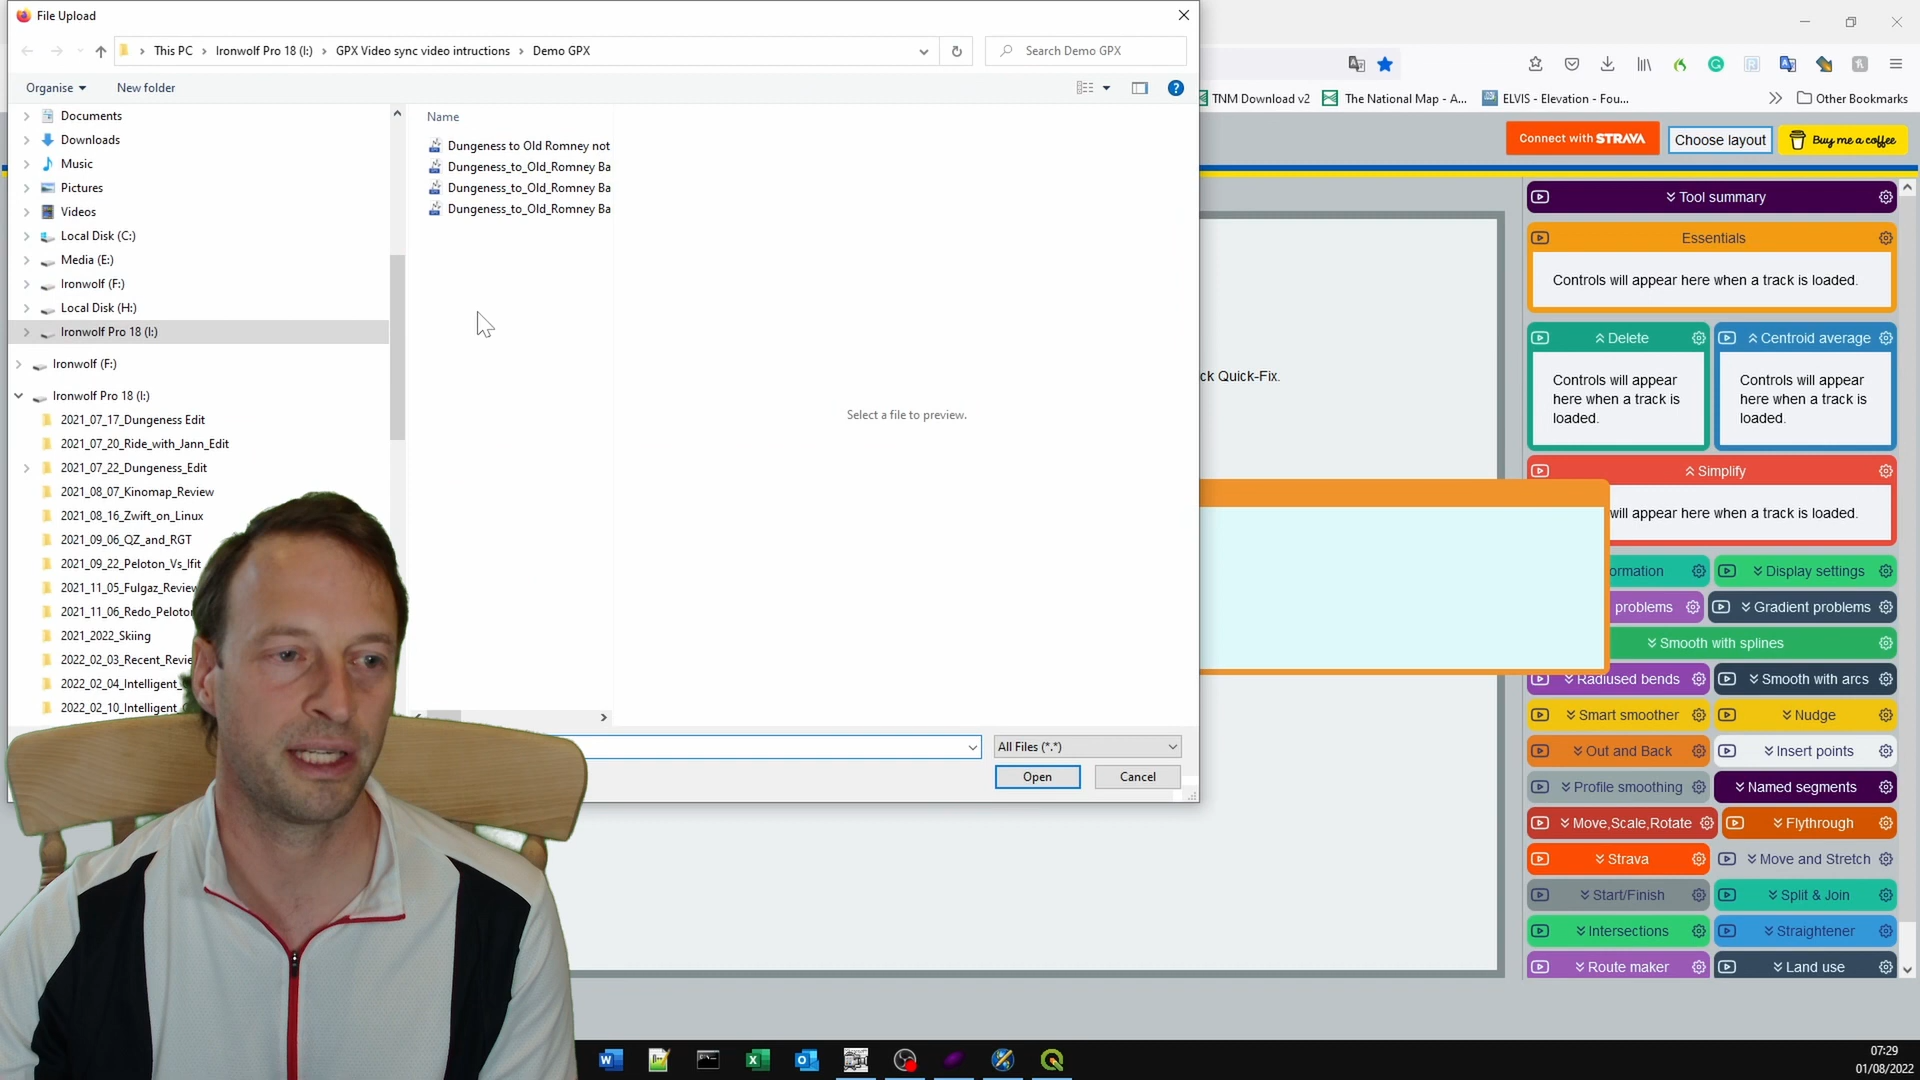 File Upload
This PC › Ironwolf Pro 18 (I:) › GPX Video sync video intructions › Demo GPX
Search Demo GPX
Organise
New folder
Documents
Downloads
Music
Pictures
Videos
Local Disk (C:)
Media (E:)
Ironwolf (F:)
Local Disk (H:)
Ironwolf Pro 18 (I:)
Ironwolf (F:)
Ironwolf Pro 18 (I:)
2021_07_17_Dungeness Edit
2021_07_20_Ride_with_Jann_Edit
2021_07_22_Dungeness_Edit
2021_08_07_Kinomap_Review
2021_08_16_Zwift_on_Linux
2021_09_06_QZ_and_RGT
2021_09_22_Peloton_Vs_Ifit
2021_11_05_Fulgaz_Review
2021_11_06_Redo_Peloton
2021_2022_Skiing
2022_02_03_Recent_Revie
2022_02_04_Intelligent_
2022_02_10_Intelligent_
Name
Dungeness to Old Romney not
Dungeness_to_Old_Romney Ba
Dungeness_to_Old_Romney Ba
Dungeness_to_Old_Romney Ba
Select a file to preview.
All Files (*.*)
Open
Cancel
TNM Download v2
The National Map - A...
ELVIS - Elevation - Fou...
Other Bookmarks
Connect with STRAVA
Choose layout
Buy me a coffee
ck Quick-Fix.
Tool summary
Essentials
Controls will appear here when a track is loaded.
Delete
Centroid average
Controls will appear
here when a track is
loaded.
Controls will appear
here when a track is
loaded.
Simplify
will appear here when a track is loaded.
ormation
Display settings
problems
Gradient problems
Smooth with splines
Radiused bends
Smooth with arcs
Smart smoother
Nudge
Out and Back
Insert points
Profile smoothing
Named segments
Move,Scale,Rotate
Flythrough
Strava
Move and Stretch
Start/Finish
Split & Join
Intersections
Straightener
Route maker
Land use
07:29
01/08/2022